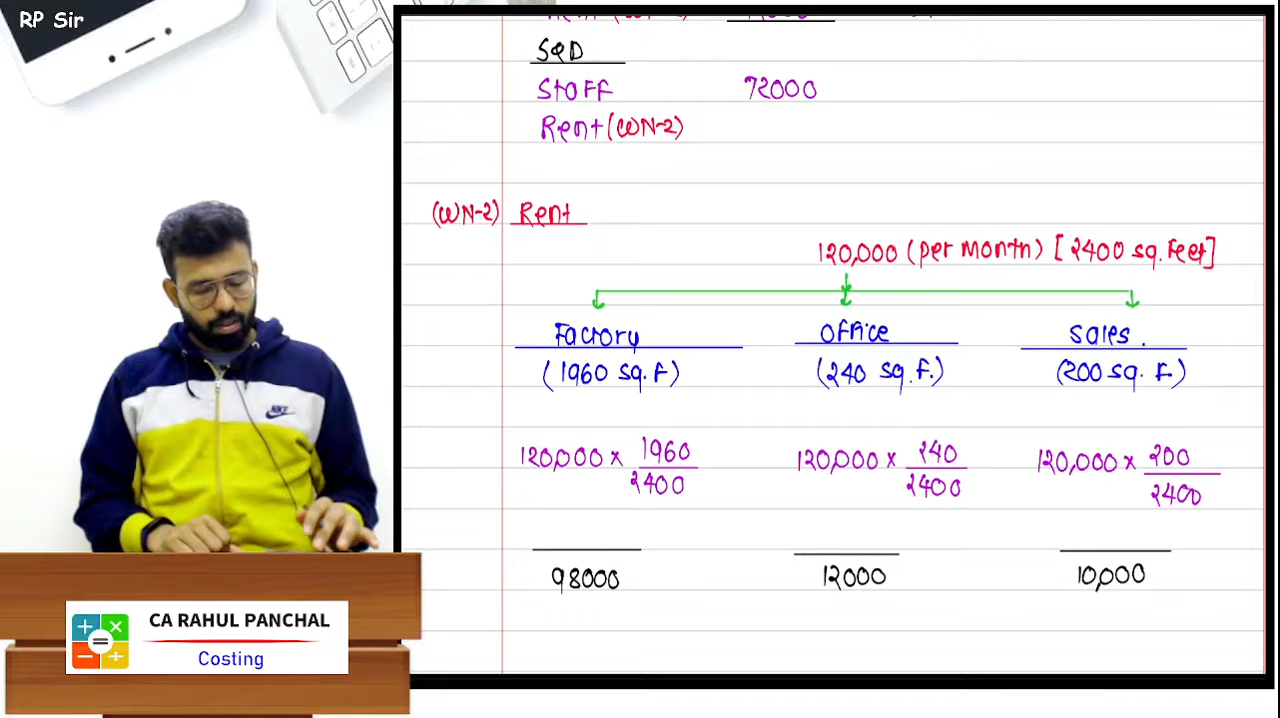 RP Sir
S&D
Staff 72000
Rent (WN-2)
(WN-2) Rent
120,000 (per month) [2400 sq. feet]
Factory Office Sales.
(1960 sq.f) (240 sq.f.) (200 sq. f.)
120,000 × 1960/2400 120,000 × 240/2400 120,000 × 200/2400
98000 12000 10,000
NIKE
CA RAHUL PANCHAL
Costing